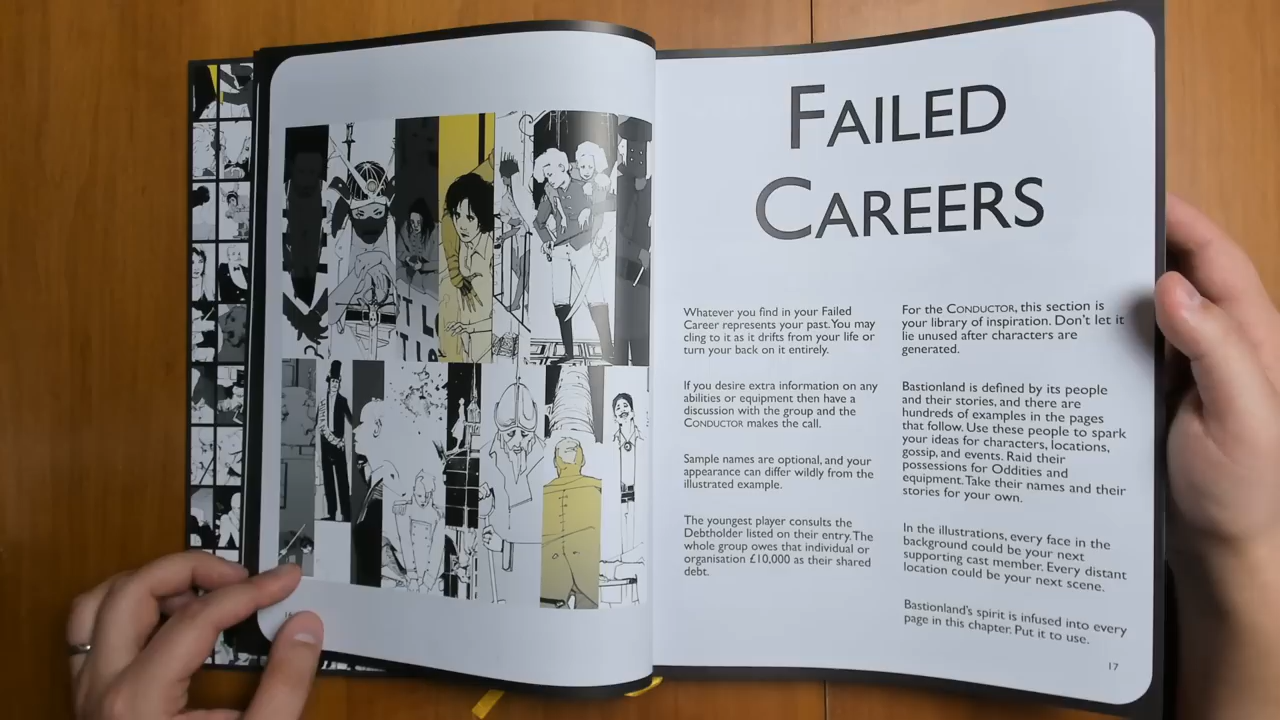 FAILED
CAREERS
Whatever you find in your Failed
Career represents your past. You may
cling to it as it drifts from your life or
turn your back on it entirely.
If you desire extra information on any
abilities or equipment then have a
discussion with the group and the
CONDUCTOR makes the call.
Sample names are optional, and your
appearance can differ wildly from the
illustrated example.
The youngest player consults the
Debtholder listed on their entry. The
whole group owes that individual or
organisation £10,000 as their shared
debt.
For the CONDUCTOR, this section is
your library of inspiration. Don't let it
lie unused after characters are
generated.
Bastionland is defined by its people
and their stories, and there are
hundreds of examples in the pages
that follow. Use these people to spark
your ideas for characters, locations,
gossip, and events. Raid their
possessions for Oddities and
equipment. Take their names and their
stories for your own.
In the illustrations, every face in the
background could be your next
supporting cast member. Every distant
location could be your next scene.
Bastionland's spirit is infused into every
page in this chapter. Put it to use.
17